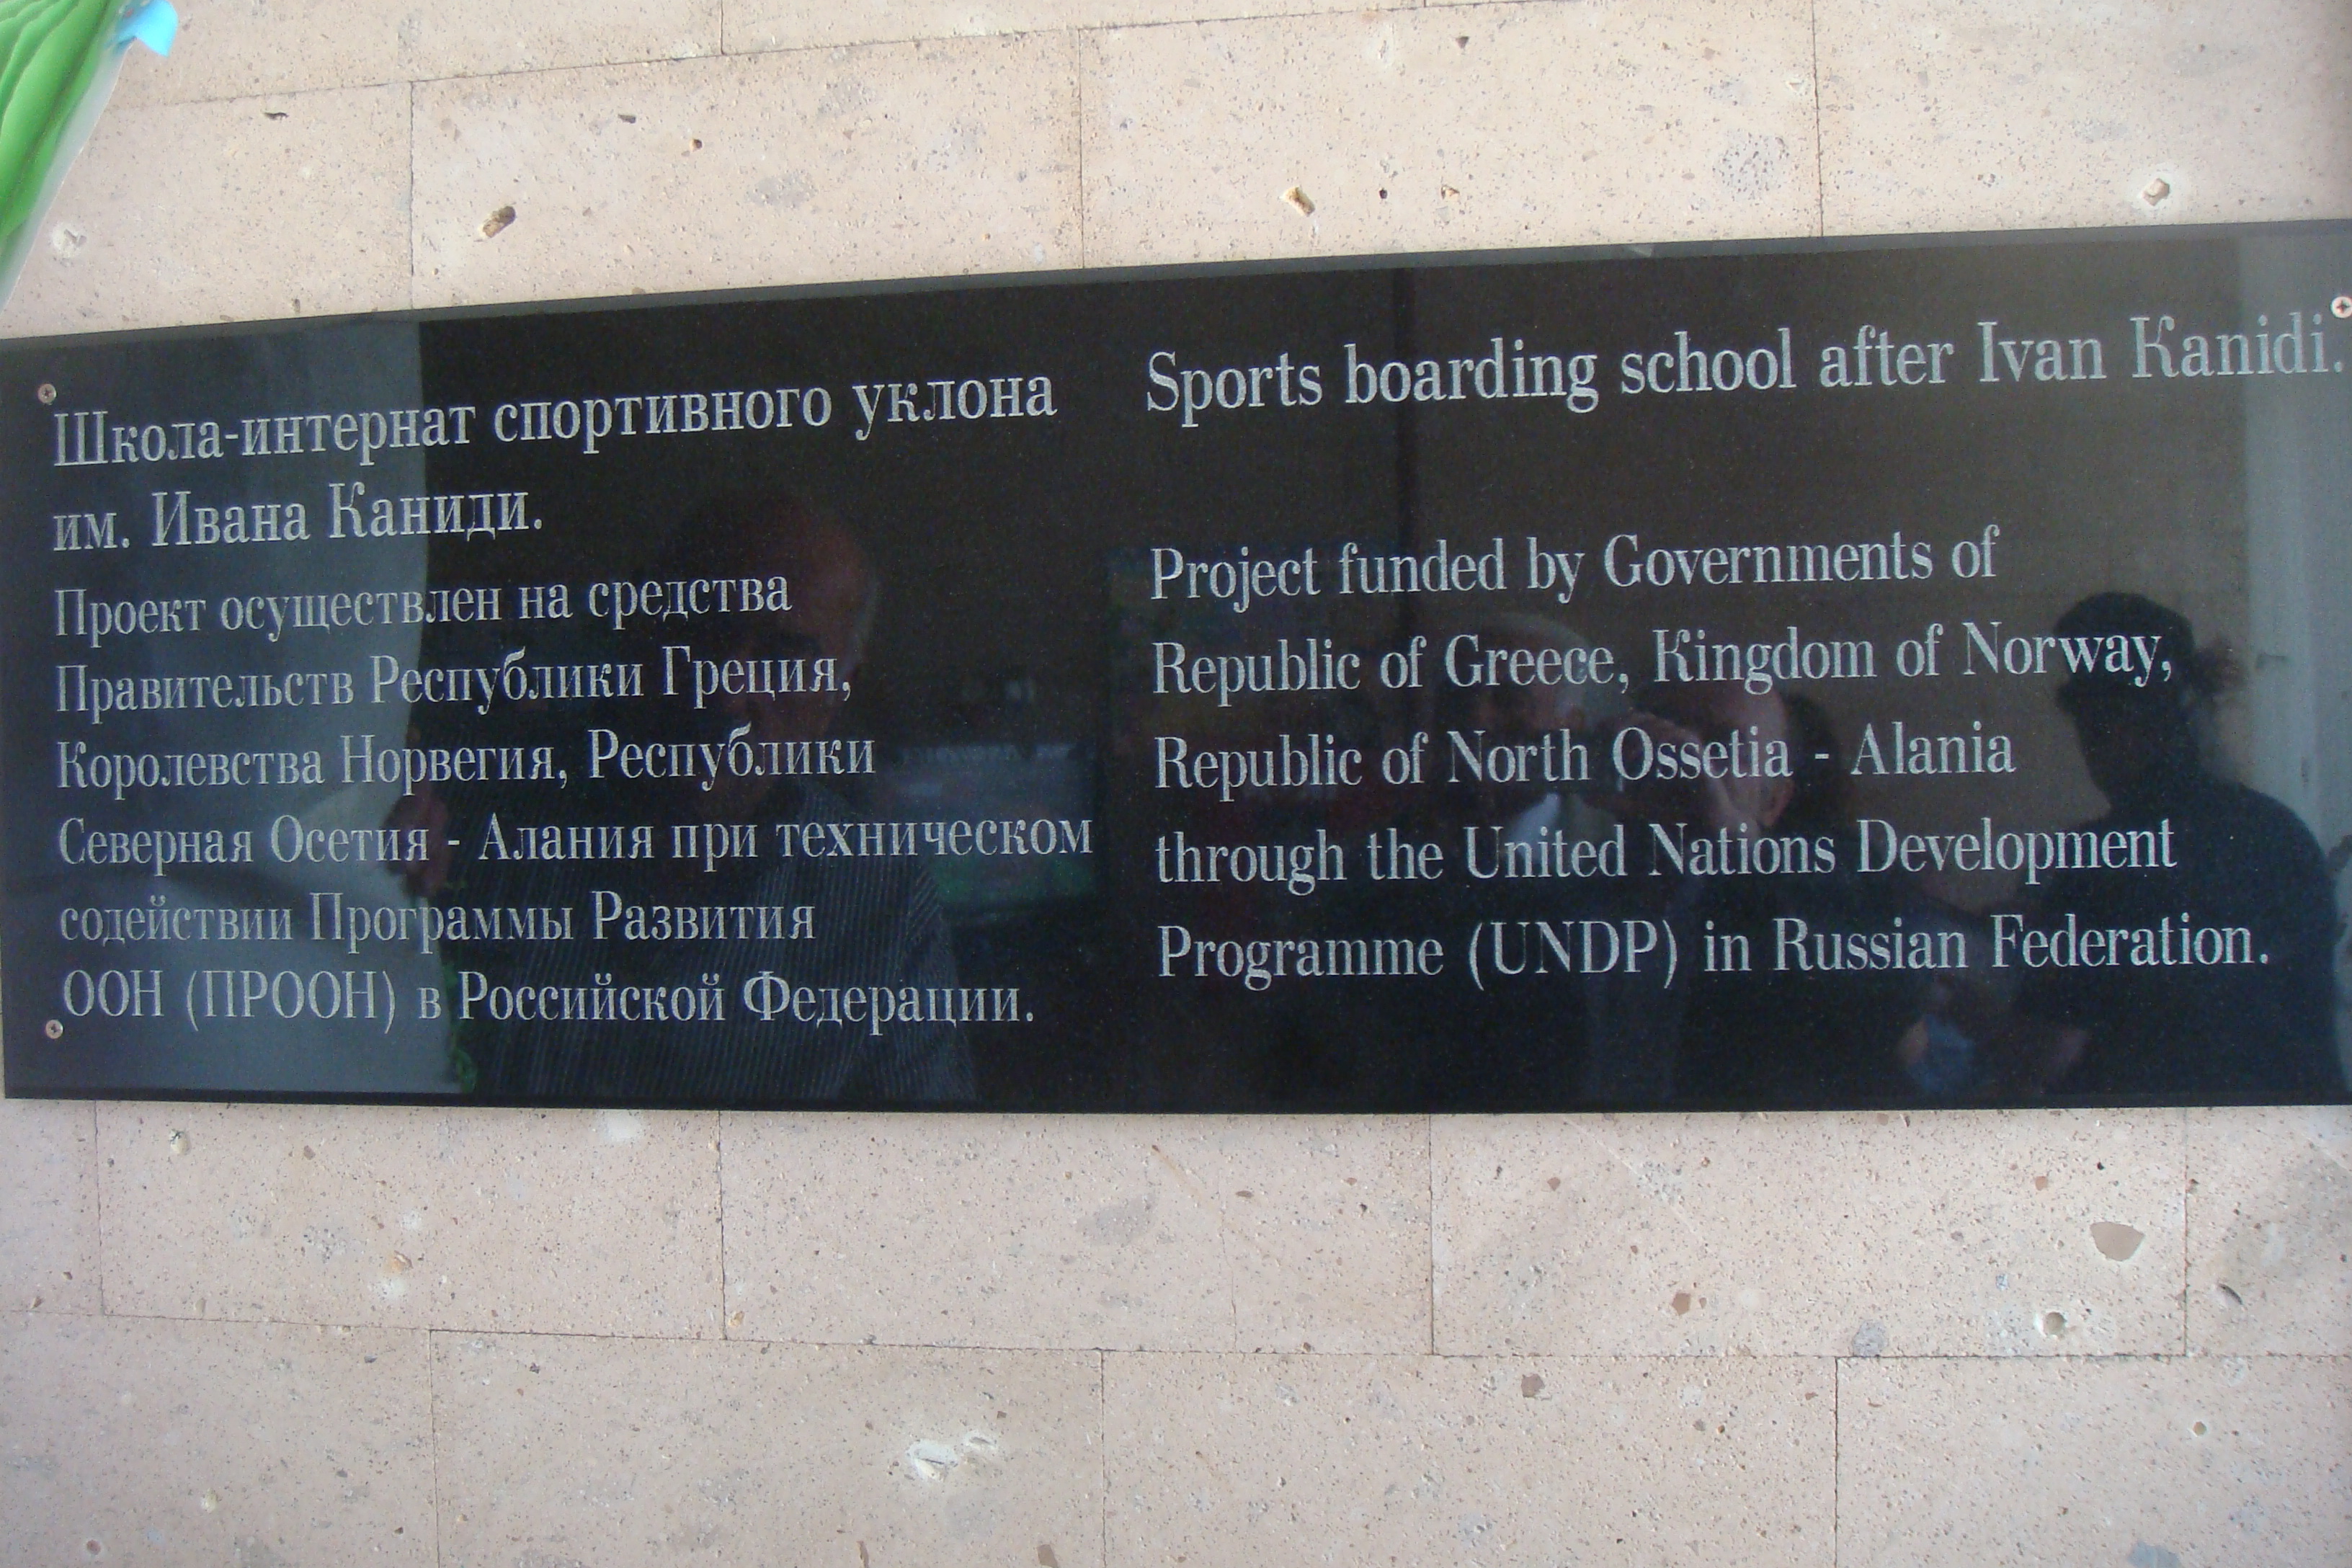 Школа-интернат спортивного уклона
им. Ивана Каниди.
Проект осуществлен на средства
Правительств Республики Греция,
Королевства Норвегия, Республики
Северная Осетия - Алания при техническом
содействии Программы Развития
ООН (ПРООН) в Российской Федерации.
Sports boarding school after Ivan Kanidi.
Project funded by Governments of
Republic of Greece, Kingdom of Norway,
Republic of North Ossetia - Alania
through the United Nations Development
Programme (UNDP) in Russian Federation.